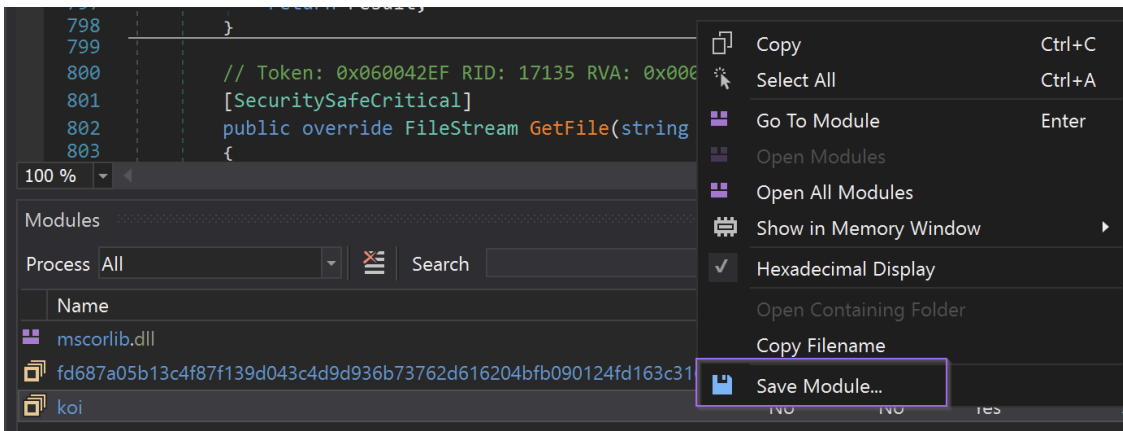 798 }
799
800 // Token: 0x060042EF RID: 17135 RVA: 0x000
801 [SecuritySafeCritical]
802 public override FileStream GetFile(string
803 {
100 %
Modules
Process All Search
Name
mscorlib.dll
fd687a05b13c4f87f139d043c4d9d936b73762d616204bfb090124fd163c31
koi
Copy Ctrl+C
Select All Ctrl+A
Go To Module Enter
Open Modules
Open All Modules
Show in Memory Window
Hexadecimal Display
Open Containing Folder
Copy Filename
Save Module...
No No Yes